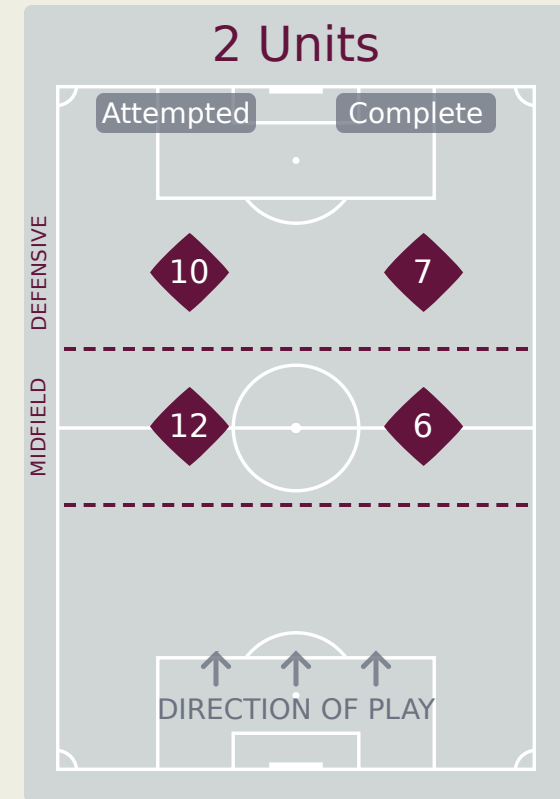 2 Units
Attempted Complete
DEFENSIVE
10 7
MIDFIELD
12 6
DIRECTION OF PLAY